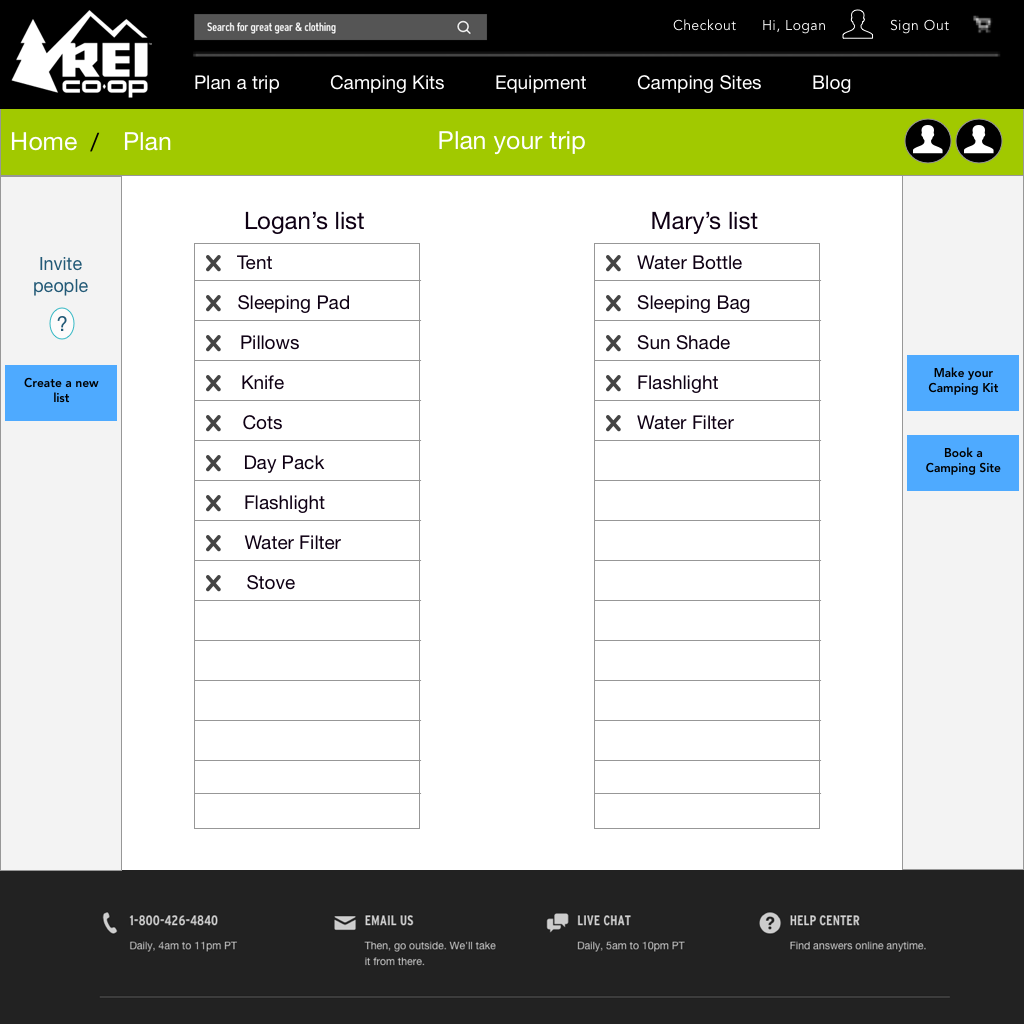 REI
co·op
Search for great gear & clothing
Checkout
Hi, Logan
Sign Out
Plan a trip
Camping Kits
Equipment
Camping Sites
Blog
Home / Plan
Plan your trip
Invite
people
?
Create a new
list
Logan’s list
Tent
Sleeping Pad
Pillows
Knife
Cots
Day Pack
Flashlight
Water Filter
Stove
Mary’s list
Water Bottle
Sleeping Bag
Sun Shade
Flashlight
Water Filter
Make your
Camping Kit
Book a
Camping Site
1-800-426-4840
Daily, 4am to 11pm PT
EMAIL US
Then, go outside. We’ll take
it from there.
LIVE CHAT
Daily, 5am to 10pm PT
?
HELP CENTER
Find answers online anytime.